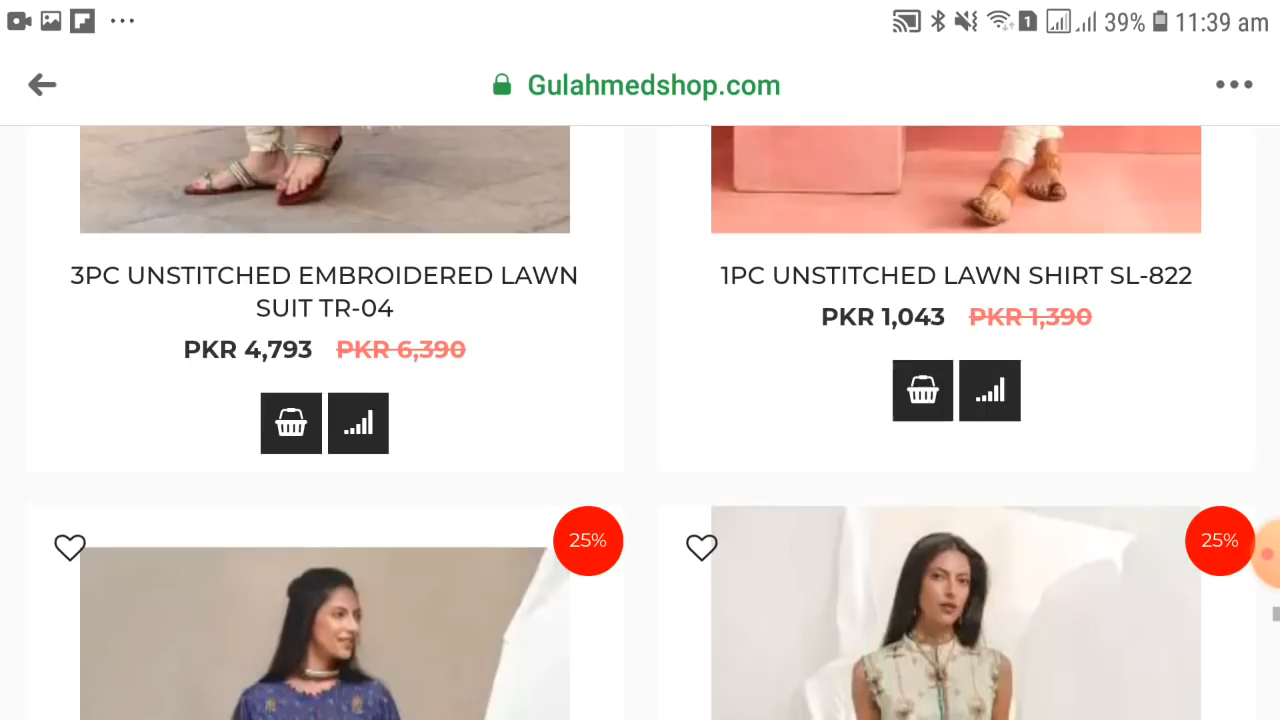 1 39% 11:39 am
Gulahmedshop.com
3PC UNSTITCHED EMBROIDERED LAWN
SUIT TR-04
PKR 4,793 PKR 6,390
1PC UNSTITCHED LAWN SHIRT SL-822
PKR 1,043 PKR 1,390
25%
25%